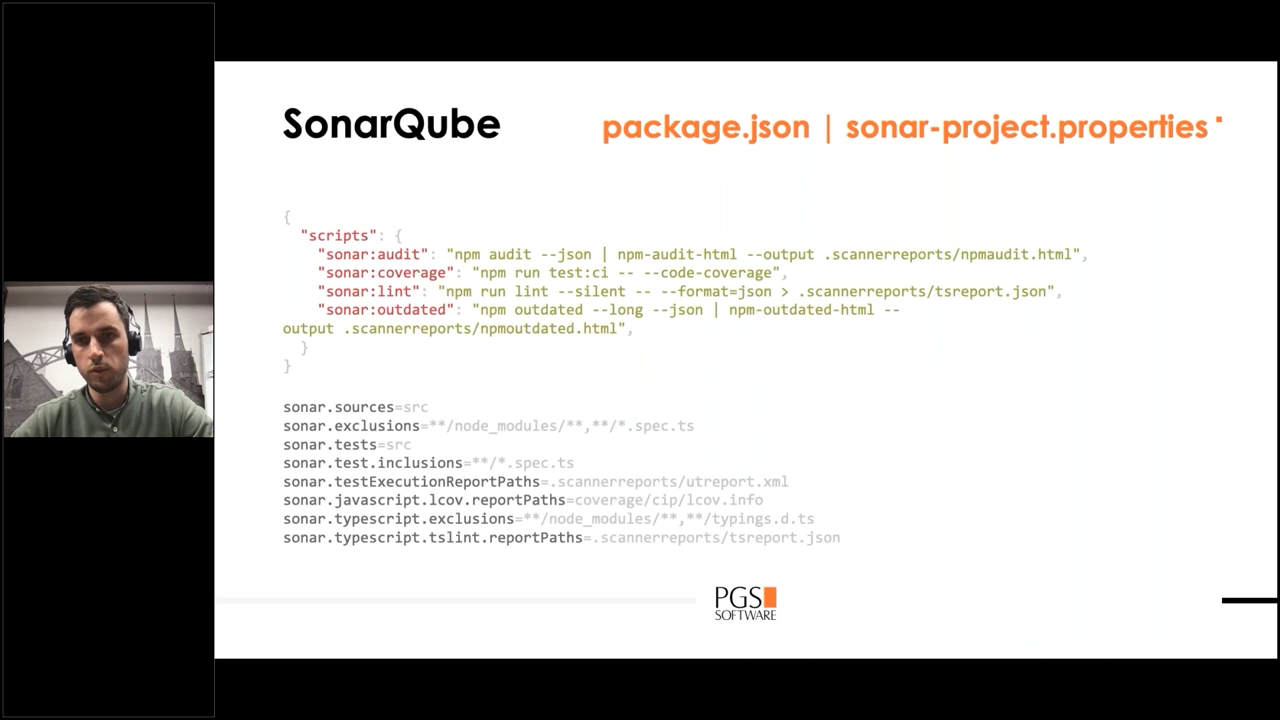 SonarQube
package.json | sonar-project.properties
{
"scripts": {
"sonar:audit": "npm audit --json | npm-audit-html --output .scannerreports/npmaudit.html",
"sonar:coverage": "npm run test:ci -- --code-coverage",
"sonar:lint": "npm run lint --silent -- --format=json > .scannerreports/tsreport.json",
"sonar:outdated": "npm outdated --long --json | npm-outdated-html --
output .scannerreports/npmoutdated.html",
}
}
sonar.sources=src
sonar.exclusions=**/node_modules/**,**/*.spec.ts
sonar.tests=src
sonar.test.inclusions=**/*.spec.ts
sonar.testExecutionReportPaths=.scannerreports/utreport.xml
sonar.javascript.lcov.reportPaths=coverage/cip/lcov.info
sonar.typescript.exclusions=**/node_modules/**,**/typings.d.ts
sonar.typescript.tslint.reportPaths=.scannerreports/tsreport.json
PGS
SOFTWARE